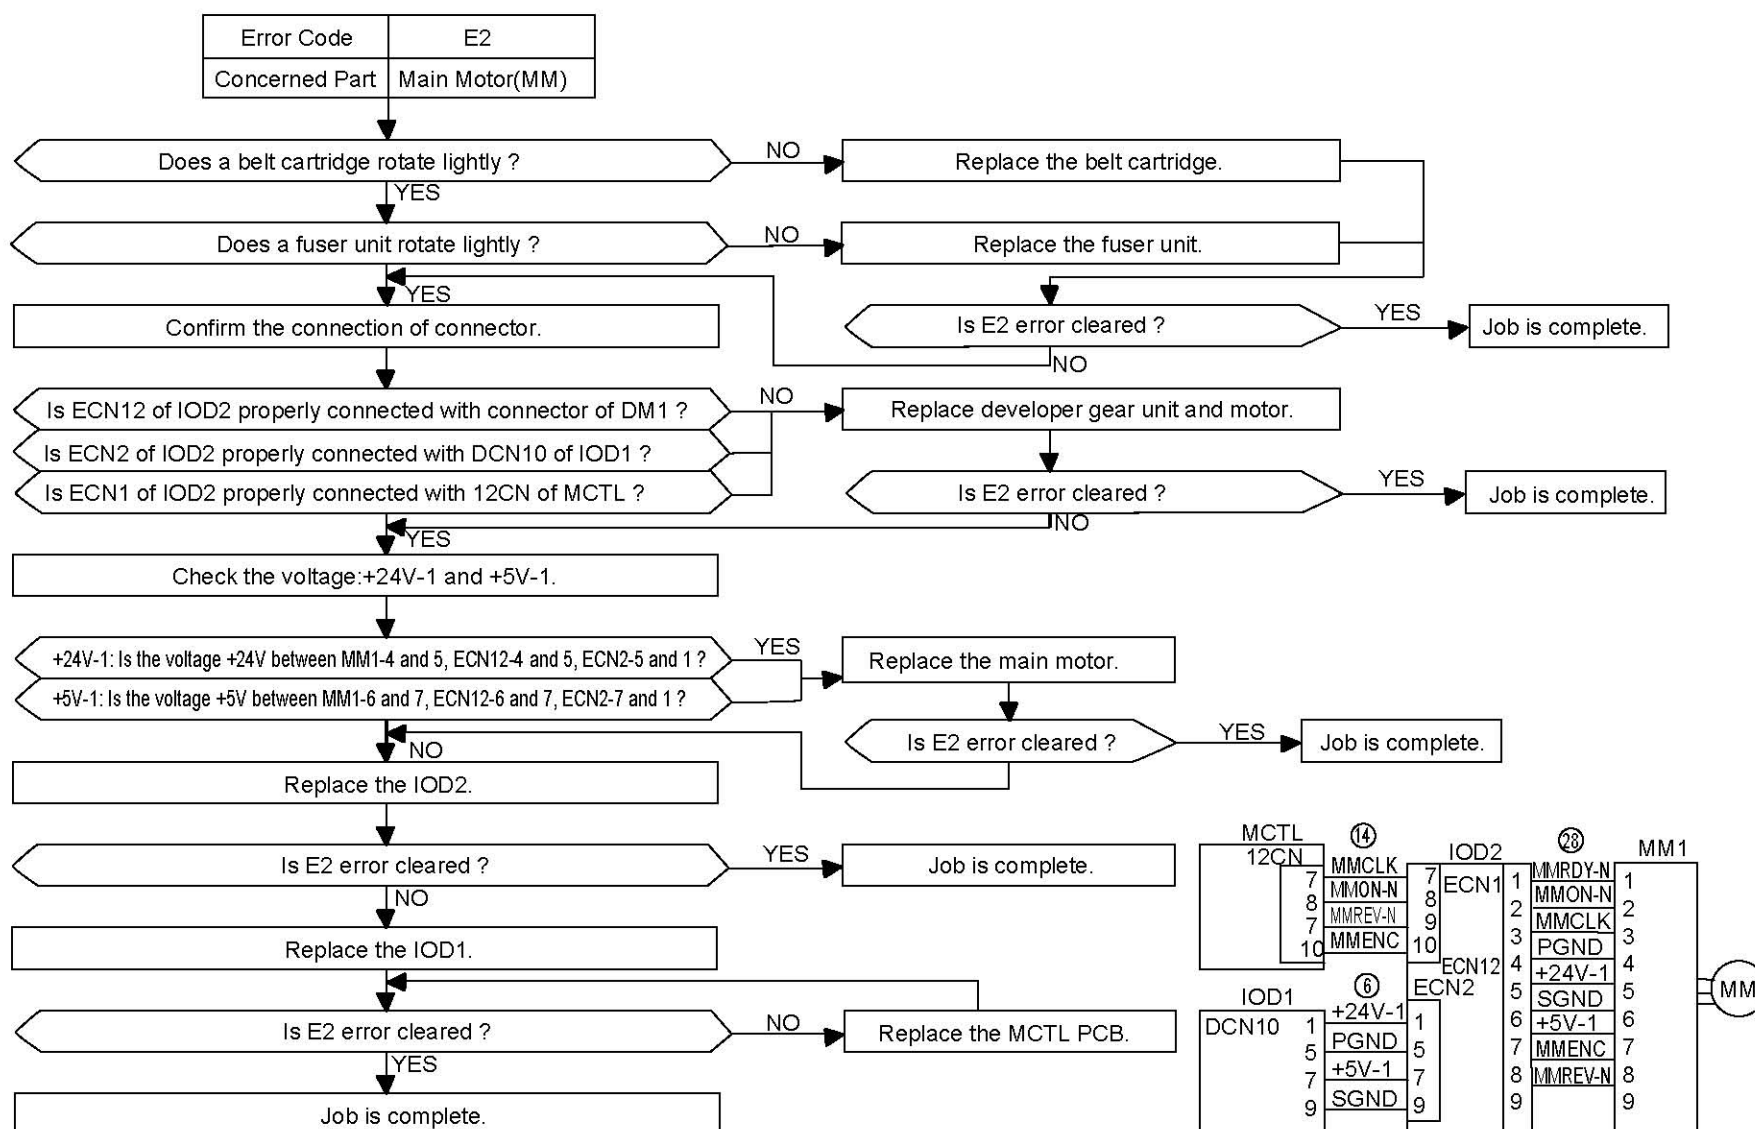 Error Code E2
Concerned Part Main Motor(MM)
Does a belt cartridge rotate lightly ?
NO
Replace the belt cartridge.
YES
Does a fuser unit rotate lightly ?
NO
Replace the fuser unit.
YES
Confirm the connection of connector.
Is E2 error cleared ?
YES
Job is complete.
NO
Is ECN12 of IOD2 properly connected with connector of DM1 ?
NO
Replace developer gear unit and motor.
Is ECN2 of IOD2 properly connected with DCN10 of IOD1 ?
Is ECN1 of IOD2 properly connected with 12CN of MCTL ?
Is E2 error cleared ?
YES
Job is complete.
NO
YES
Check the voltage:+24V-1 and +5V-1.
+24V-1: Is the voltage +24V between MM1-4 and 5, ECN12-4 and 5, ECN2-5 and 1 ?
YES
Replace the main motor.
+5V-1: Is the voltage +5V between MM1-6 and 7, ECN12-6 and 7, ECN2-7 and 1 ?
Is E2 error cleared ?
YES
Job is complete.
NO
Replace the IOD2.
Is E2 error cleared ?
YES
Job is complete.
NO
Replace the IOD1.
Is E2 error cleared ?
NO
Replace the MCTL PCB.
YES
Job is complete.
MCTL
14
12CN
7 MMCLK 7
8 MMON-N 8
7 MMREV-N 9
10 MMENC 10
IOD2
ECN1
28
MM1
ECN12
1 MMRDY-N 1
2 MMON-N 2
3 MMCLK 3
4 PGND 4
5 +24V-1 5
6 SGND 6
7 +5V-1 7
8 MMENC 8
9 MMREV-N 9
MM
IOD1
6
ECN2
DCN10
1 +24V-1 1
5 PGND 5
7 +5V-1 7
9 SGND 9